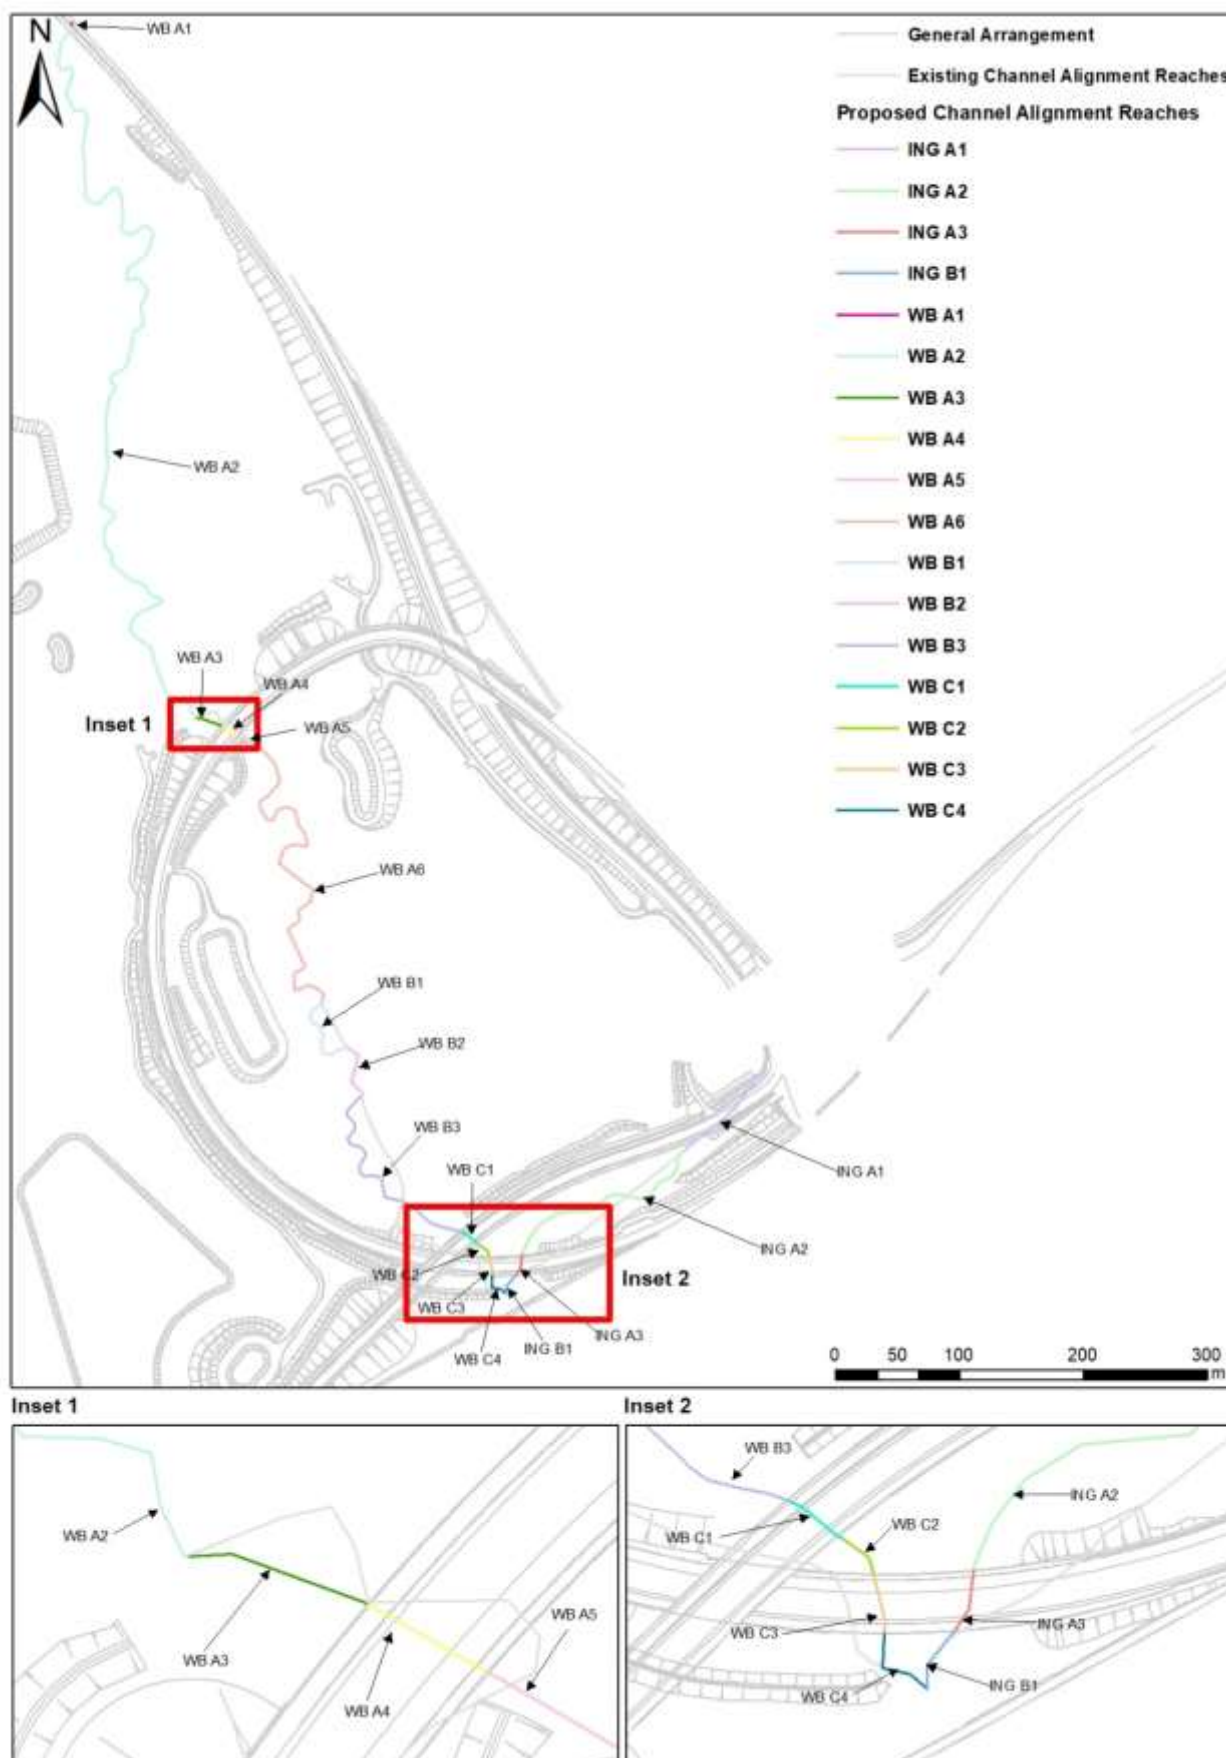 N
WB A1
General Arrangement
Existing Channel Alignment Reaches
Proposed Channel Alignment Reaches
ING A1
ING A2
ING A3
ING B1
WB A1
WB A2
WB A3
WB A4
WB A5
WB A6
WB B1
WB B2
WB B3
WB C1
WB C2
WB C3
WB C4
WB A2
WB A3
WB A4
Inset 1
WB A5
WB A6
WB B1
WB B2
WB B3
WB C1
ING A1
ING A2
WB C2
Inset 2
WB C3
ING A3
ING B1
WB C4
0 50 100 200 300
m
Inset 1
Inset 2
WB A2
WB A3
WB A4
WB A5
WB B3
ING A2
WB C1
WB C2
WB C3
ING A3
WB C4
ING B1